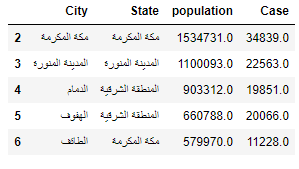 City State population Case
2 مكة المكرمة مكة المكرمة 1534731.0 34839.0
3 المدينة المنورة المدينة المنورة 1100093.0 22563.0
4 الدمام المنطقة الشرقية 903312.0 19851.0
5 الهفوف المنطقة الشرقية 660788.0 20066.0
6 الطائف مكة المكرمة 579970.0 11228.0